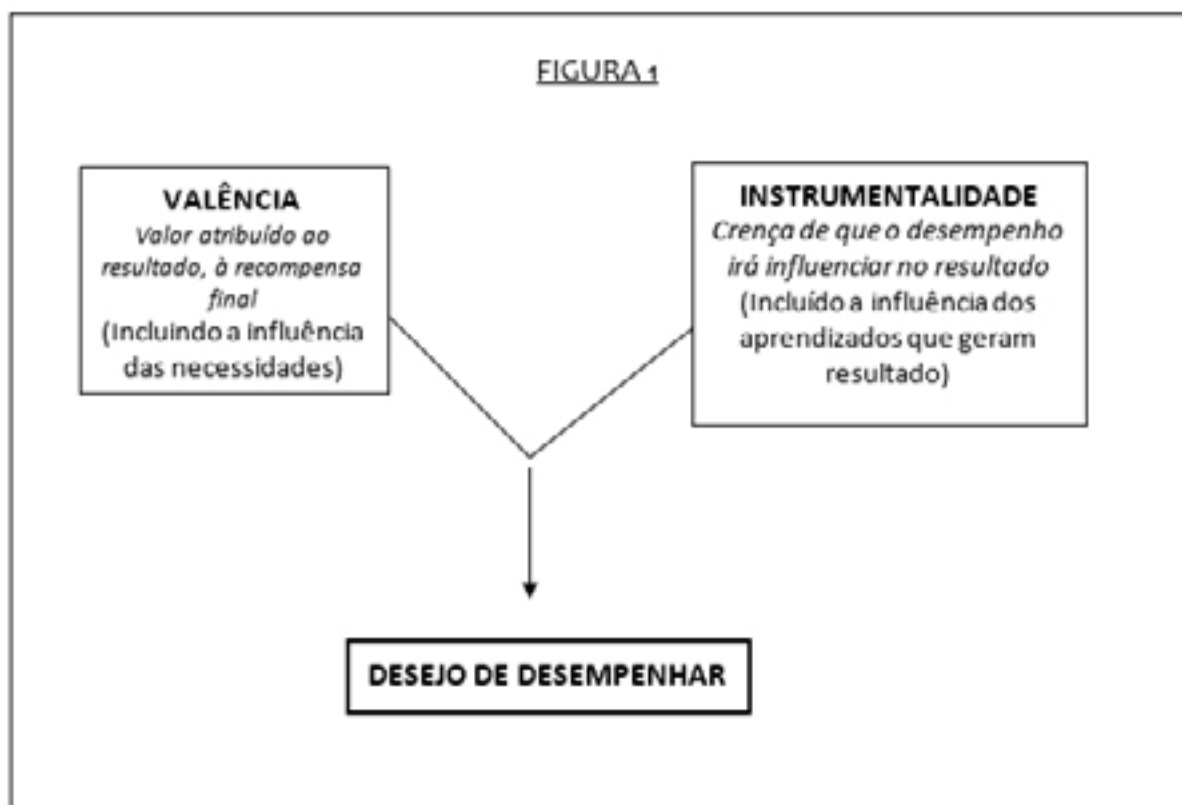 FIGURA 1
VALÊNCIA
Valor atribuído ao
resultado, à recompensa
final
(Incluindo a influência
das necessidades)
INSTRUMENTALIDADE
Crença de que o desempenho
irá influenciar no resultado
(Incluído a influência dos
aprendizados que geram
resultado)
DESEJO DE DESEMPENHAR